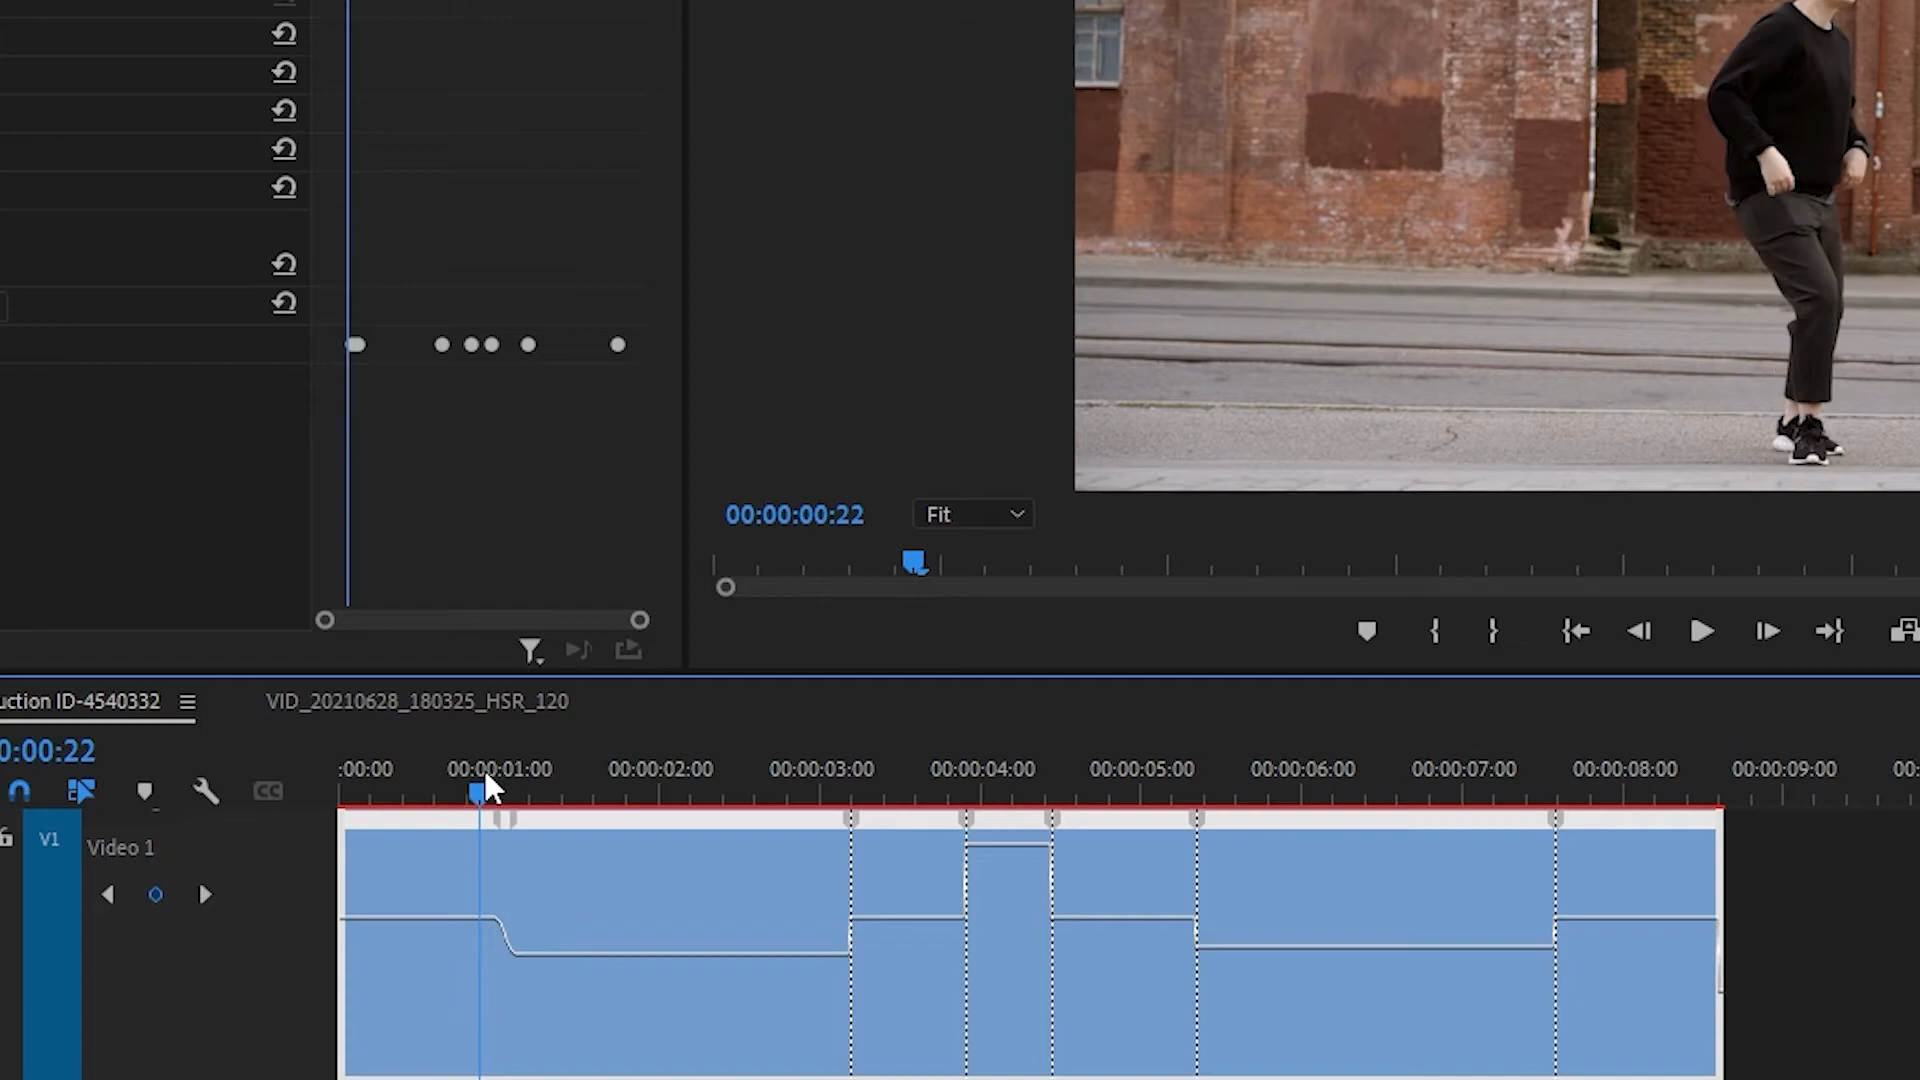 00:00:00:22
Fit
uction ID-4540332
VID_20210628_180325_HSR_120
0:00:22
:00:00
00:00:01:00
00:00:02:00
00:00:03:00
00:00:04:00
00:00:05:00
00:00:06:00
00:00:07:00
00:00:08:00
00:00:09:00
00:
CC
V1
Video 1